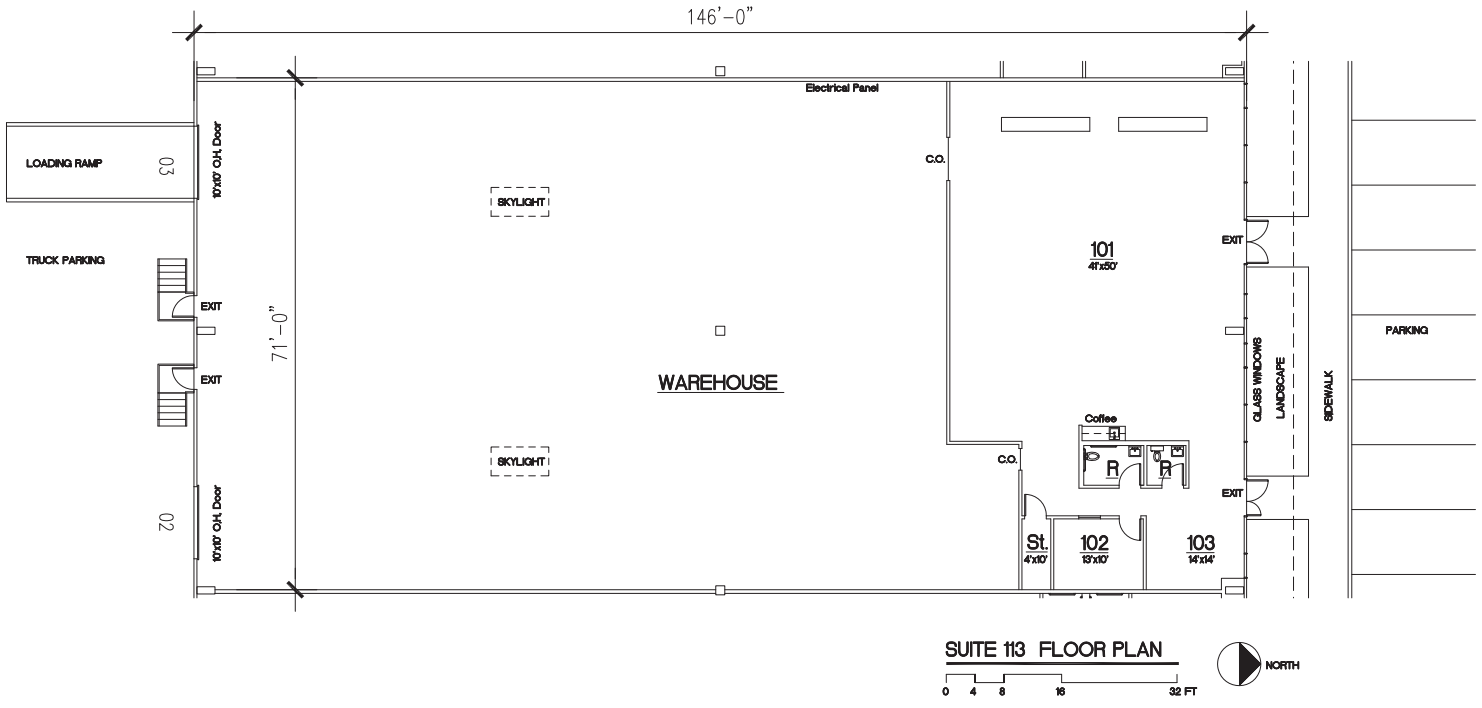 146'-0"
Electrical Panel
10'x10' O.H. Door
03
LOADING RAMP
C.O.
SKYLIGHT
101
41'x50'
EXIT
TRUCK PARKING
EXIT
71'-0"
PARKING
GLASS WINDOWS
LANDSCAPE
SIDEWALK
EXIT
WAREHOUSE
Coffee
SKYLIGHT
C.O.
R
R
EXIT
10'x10' O.H. Door
02
St.
4'x10'
102
13'x10'
103
14'x14'
SUITE 113 FLOOR PLAN
NORTH
0 4 8 16 32 FT